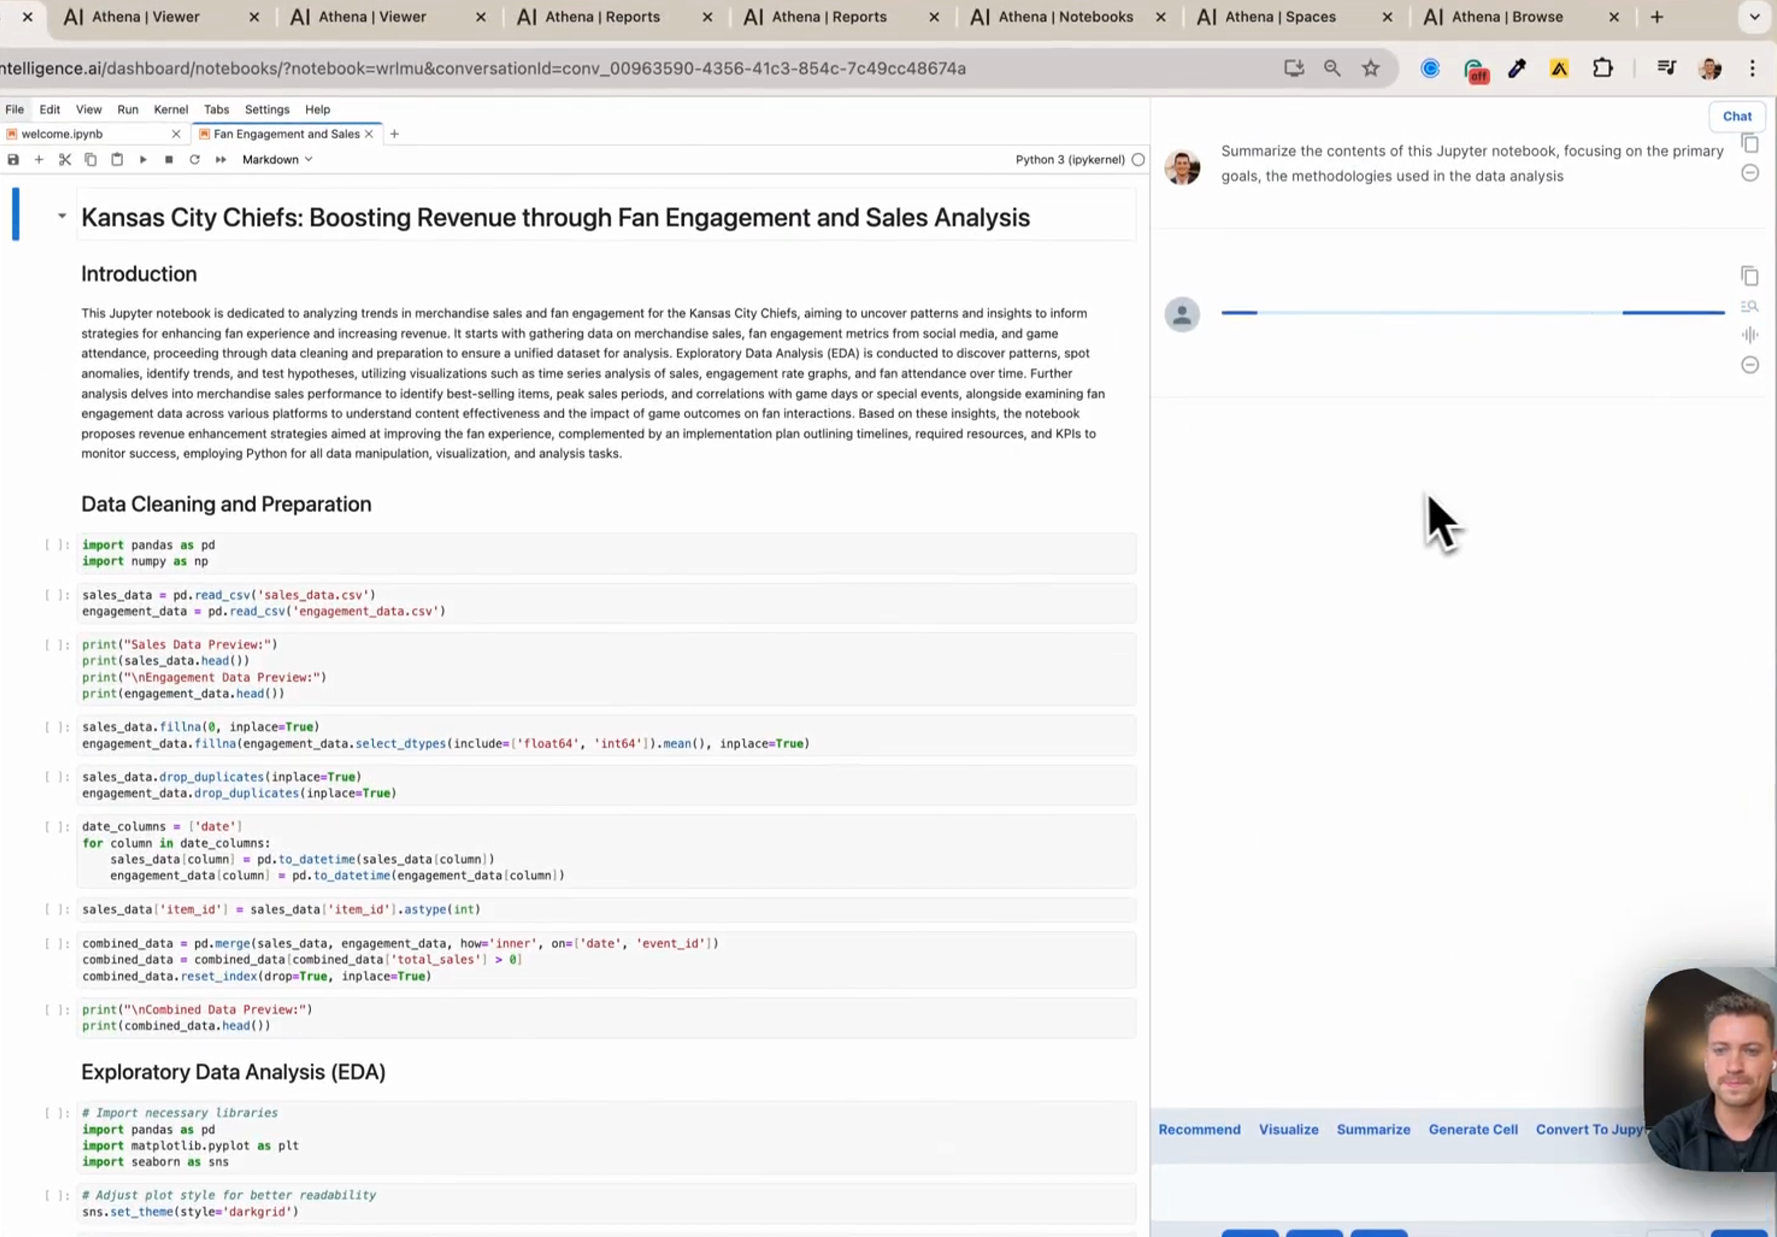 AI Athena | Viewer
AI Athena | Viewer
AI Athena | Reports
AI Athena | Reports
AI Athena | Notebooks
AI Athena | Spaces
AI Athena | Browse
ntelligence.ai/dashboard/notebooks/?notebook=wrlmu&conversationId=conv_00963590-4356-41c3-854c-7c49cc48674a
off
File Edit View Run Kernel Tabs Settings Help
welcome.ipynb
Fan Engagement and Sales
Markdown
Python 3 (ipykernel)
Kansas City Chiefs: Boosting Revenue through Fan Engagement and Sales Analysis
Introduction
This Jupyter notebook is dedicated to analyzing trends in merchandise sales and fan engagement for the Kansas City Chiefs, aiming to uncover patterns and insights to inform
strategies for enhancing fan experience and increasing revenue. It starts with gathering data on merchandise sales, fan engagement metrics from social media, and game
attendance, proceeding through data cleaning and preparation to ensure a unified dataset for analysis. Exploratory Data Analysis (EDA) is conducted to discover patterns, spot
anomalies, identify trends, and test hypotheses, utilizing visualizations such as time series analysis of sales, engagement rate graphs, and fan attendance over time. Further
analysis delves into merchandise sales performance to identify best-selling items, peak sales periods, and correlations with game days or special events, alongside examining fan
engagement data across various platforms to understand content effectiveness and the impact of game outcomes on fan interactions. Based on these insights, the notebook
proposes revenue enhancement strategies aimed at improving the fan experience, complemented by an implementation plan outlining timelines, required resources, and KPIs to
monitor success, employing Python for all data manipulation, visualization, and analysis tasks.
Data Cleaning and Preparation
[ ]: import pandas as pd
import numpy as np
[ ]: sales_data = pd.read_csv('sales_data.csv')
engagement_data = pd.read_csv('engagement_data.csv')
[ ]: print("Sales Data Preview:")
print(sales_data.head())
print("\nEngagement Data Preview:")
print(engagement_data.head())
[ ]: sales_data.fillna(0, inplace=True)
engagement_data.fillna(engagement_data.select_dtypes(include=['float64', 'int64']).mean(), inplace=True)
[ ]: sales_data.drop_duplicates(inplace=True)
engagement_data.drop_duplicates(inplace=True)
[ ]: date_columns = ['date']
for column in date_columns:
    sales_data[column] = pd.to_datetime(sales_data[column])
    engagement_data[column] = pd.to_datetime(engagement_data[column])
[ ]: sales_data['item_id'] = sales_data['item_id'].astype(int)
[ ]: combined_data = pd.merge(sales_data, engagement_data, how='inner', on=['date', 'event_id'])
combined_data = combined_data[combined_data['total_sales'] > 0]
combined_data.reset_index(drop=True, inplace=True)
[ ]: print("\nCombined Data Preview:")
print(combined_data.head())
Exploratory Data Analysis (EDA)
[ ]: # Import necessary libraries
import pandas as pd
import matplotlib.pyplot as plt
import seaborn as sns
[ ]: # Adjust plot style for better readability
sns.set_theme(style='darkgrid')
Chat
Summarize the contents of this Jupyter notebook, focusing on the primary
goals, the methodologies used in the data analysis
Recommend Visualize Summarize Generate Cell Convert To Jupy